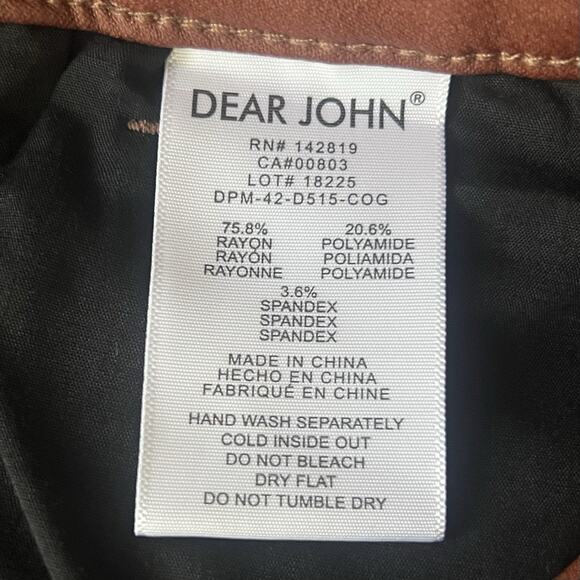 DEAR JOHN®
RN# 142819
CA#00803
LOT# 18225
DPM-42-D515-COG
75.8% 20.6%
RAYON POLYAMIDE
RAYÓN POLIAMIDA
RAYONNE POLYAMIDE
3.6%
SPANDEX
SPANDEX
SPANDEX
MADE IN CHINA
HECHO EN CHINA
FABRIQUÉ EN CHINE
HAND WASH SEPARATELY
COLD INSIDE OUT
DO NOT BLEACH
DRY FLAT
DO NOT TUMBLE DRY